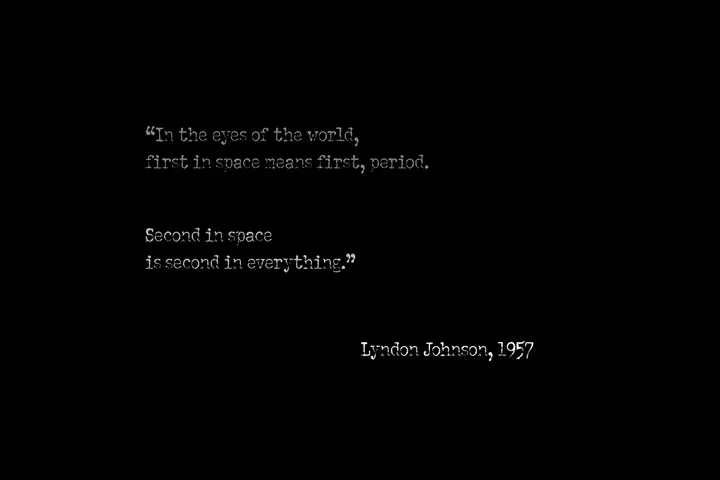 “In the eyes of the world,
first in space means first, period.
Second in space
is second in everything.”
Lyndon Johnson, 1957